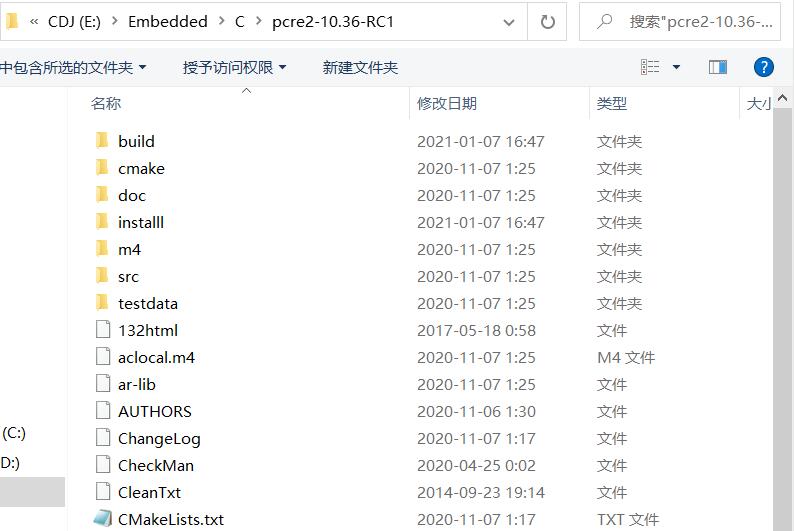 « CDJ (E:) > Embedded > C > pcre2-10.36-RC1 搜索"pcre2-10.36-...
中包含所选的文件夹 授予访问权限 新建文件夹 ?
名称 修改日期 类型 大小
build 2021-01-07 16:47 文件夹
cmake 2020-11-07 1:25 文件夹
doc 2020-11-07 1:25 文件夹
installl 2021-01-07 16:47 文件夹
m4 2020-11-07 1:25 文件夹
src 2020-11-07 1:25 文件夹
testdata 2020-11-07 1:25 文件夹
132html 2017-05-18 0:58 文件
aclocal.m4 2020-11-07 1:25 M4 文件
ar-lib 2020-11-07 1:25 文件
AUTHORS 2020-11-06 1:30 文件
(C:) ChangeLog 2020-11-07 1:17 文件
D:) CheckMan 2020-04-25 0:02 文件
CleanTxt 2014-09-23 19:14 文件
CMakeLists.txt 2020-11-07 1:17 TXT 文件